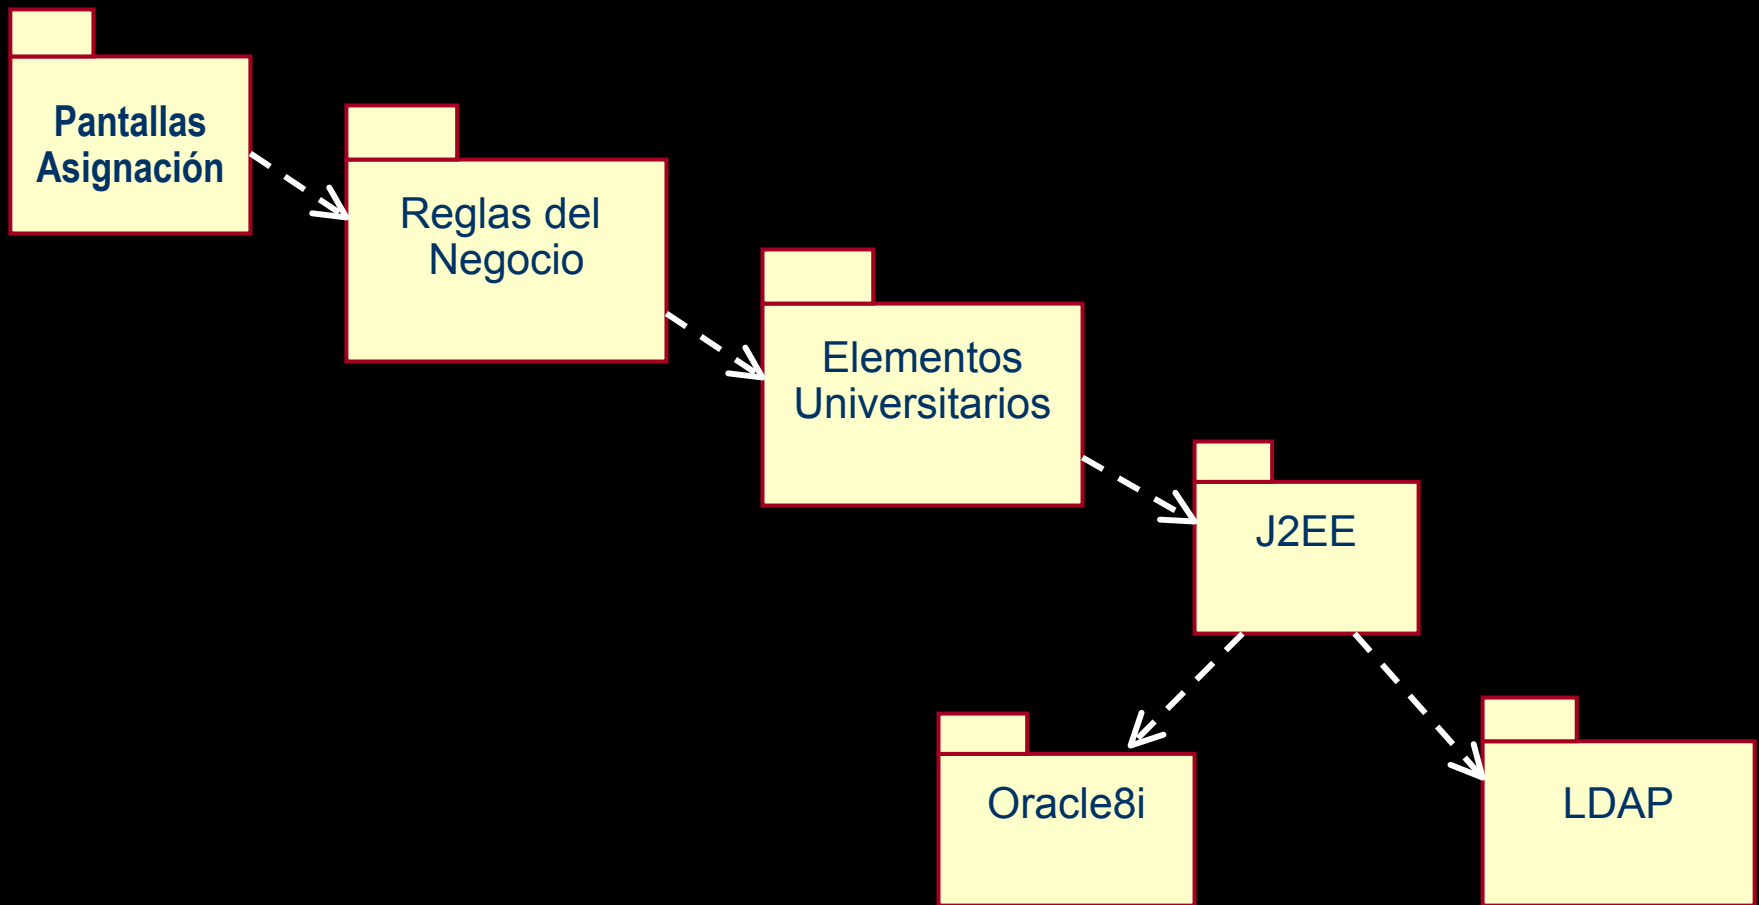 Pantallas
Asignación
Reglas del
Negocio
Elementos
Universitarios
J2EE
Oracle8i
LDAP